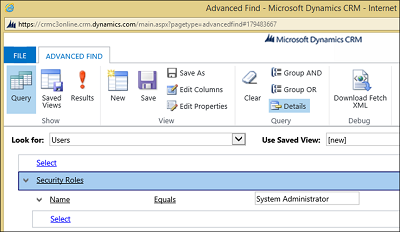 Advanced Find - Microsoft Dynamics CRM - Internet
https://crmc3online.crm.dynamics.com/main.aspx?pagetype=advancedfind#179483667
Microsoft Dynamics CRM
FILE ADVANCED FIND
Query
Saved Views
Results
Show
New
Save
Save As
Edit Columns
Edit Properties
View
Clear
Group AND
Group OR
Details
Query
Download Fetch XML
Debug
Look for: Users Use Saved View: [new]
Select
Security Roles
Name Equals System Administrator
Select